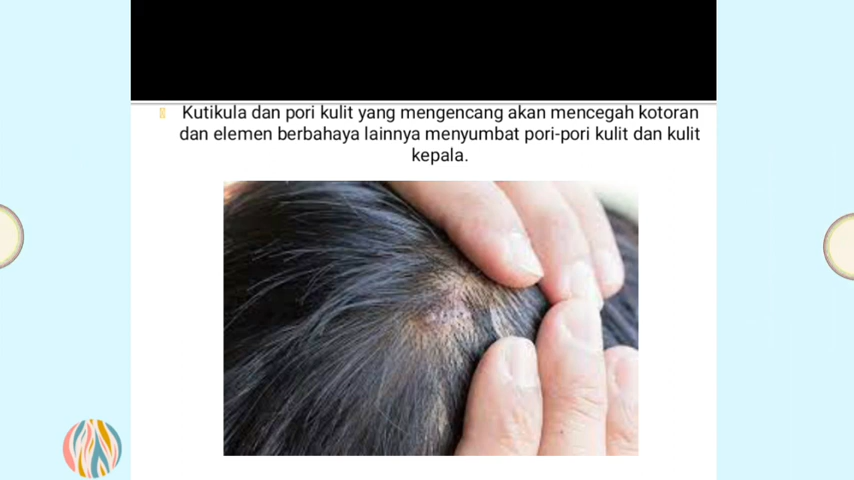 Kutikula dan pori kulit yang mengencang akan mencegah kotoran
dan elemen berbahaya lainnya menyumbat pori-pori kulit dan kulit
kepala.